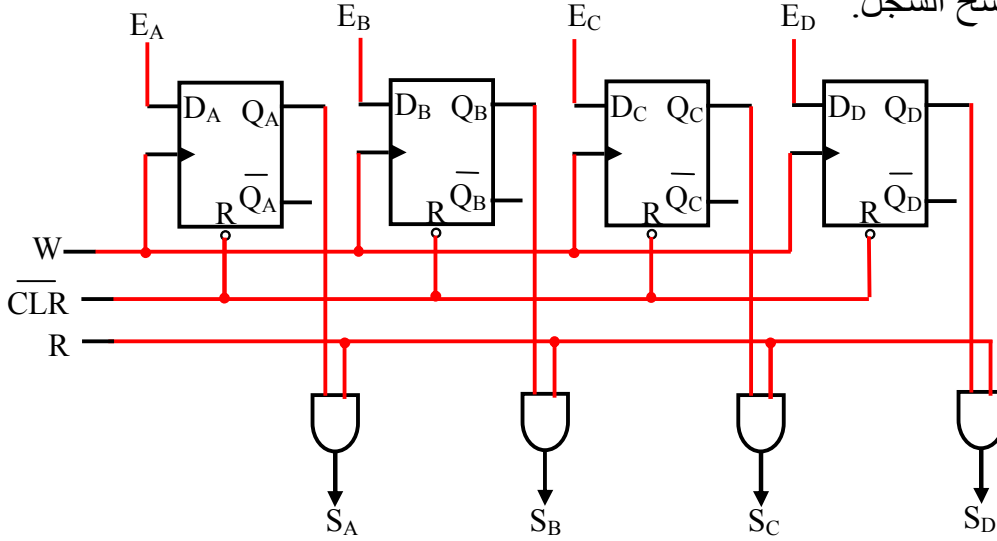 السجل.
E_A E_B E_C E_D
D_A Q_A D_B Q_B D_C Q_C D_D Q_D
Q̅_A Q̅_B Q̅_C Q̅_D
R R R R
W
C̅L̅R̅
R
S_A S_B S_C S_D